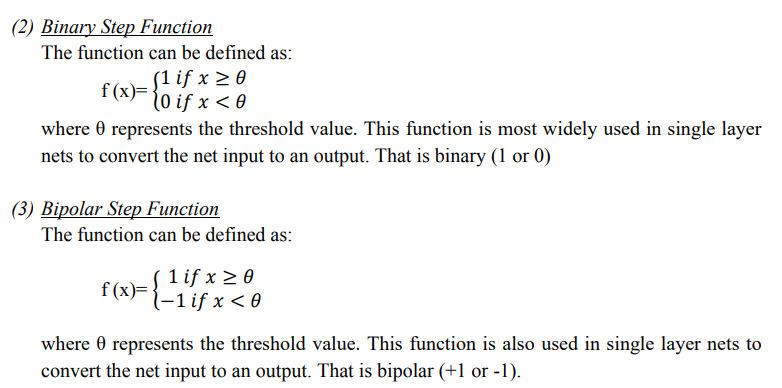 (2) Binary Step Function
The function can be defined as:
f (x)= {1 if x ≥ θ
0 if x < θ
where θ represents the threshold value. This function is most widely used in single layer
nets to convert the net input to an output. That is binary (1 or 0)
(3) Bipolar Step Function
The function can be defined as:
f (x)= { 1 if x ≥ θ
−1 if x < θ
where θ represents the threshold value. This function is also used in single layer nets to
convert the net input to an output. That is bipolar (+1 or -1).